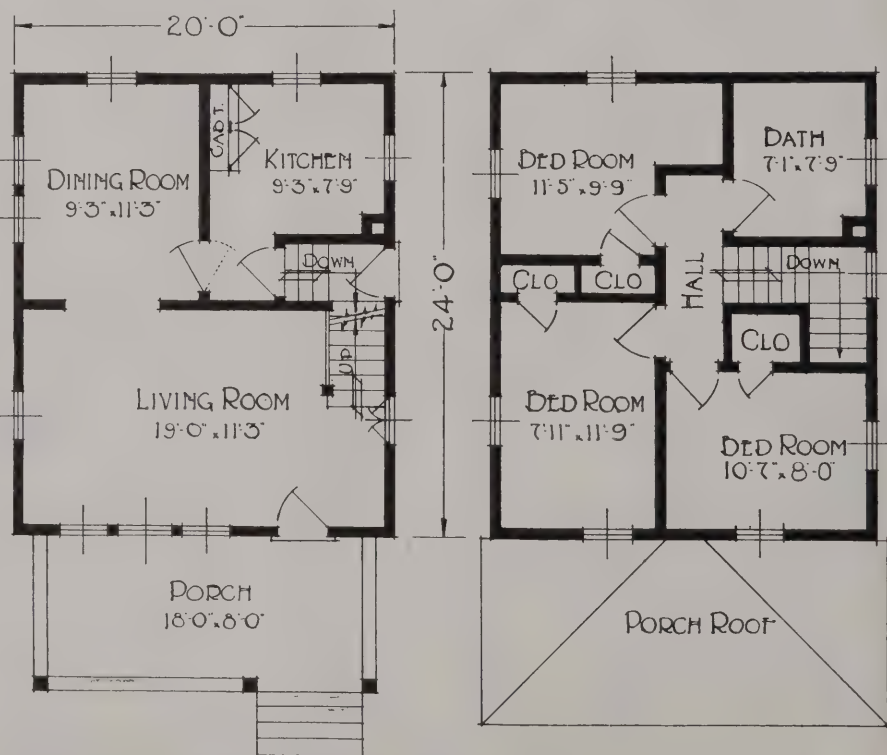 20'-0"
CAB'T.
DINING ROOM
9'-3" x 11'-3"
KITCHEN
9'-3" x 7'-9"
DOWN
UP
LIVING ROOM
19'-0" x 11'-3"
PORCH
18'-0" x 8'-0"
24'-0"
BED ROOM
11'-5" x 9'-9"
BATH
7'-1" x 7'-9"
CLO
CLO
HALL
DOWN
CLO
BED ROOM
7'-11" x 11'-9"
BED ROOM
10'-7" x 8'-0"
PORCH ROOF